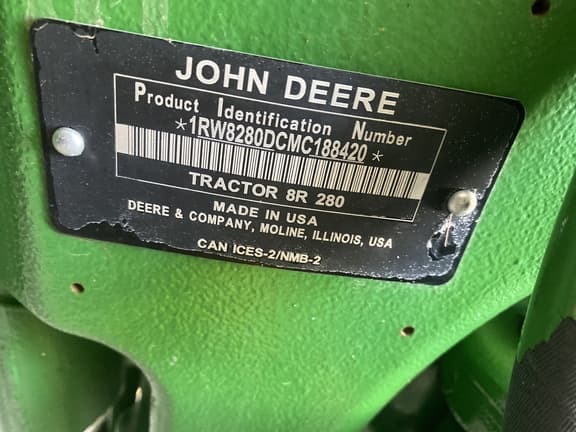 JOHN DEERE
Product Identification Number
*1RW8280DCMC188420*
TRACTOR 8R 280
MADE IN USA
DEERE & COMPANY, MOLINE, ILLINOIS, USA
CAN ICES-2/NMB-2